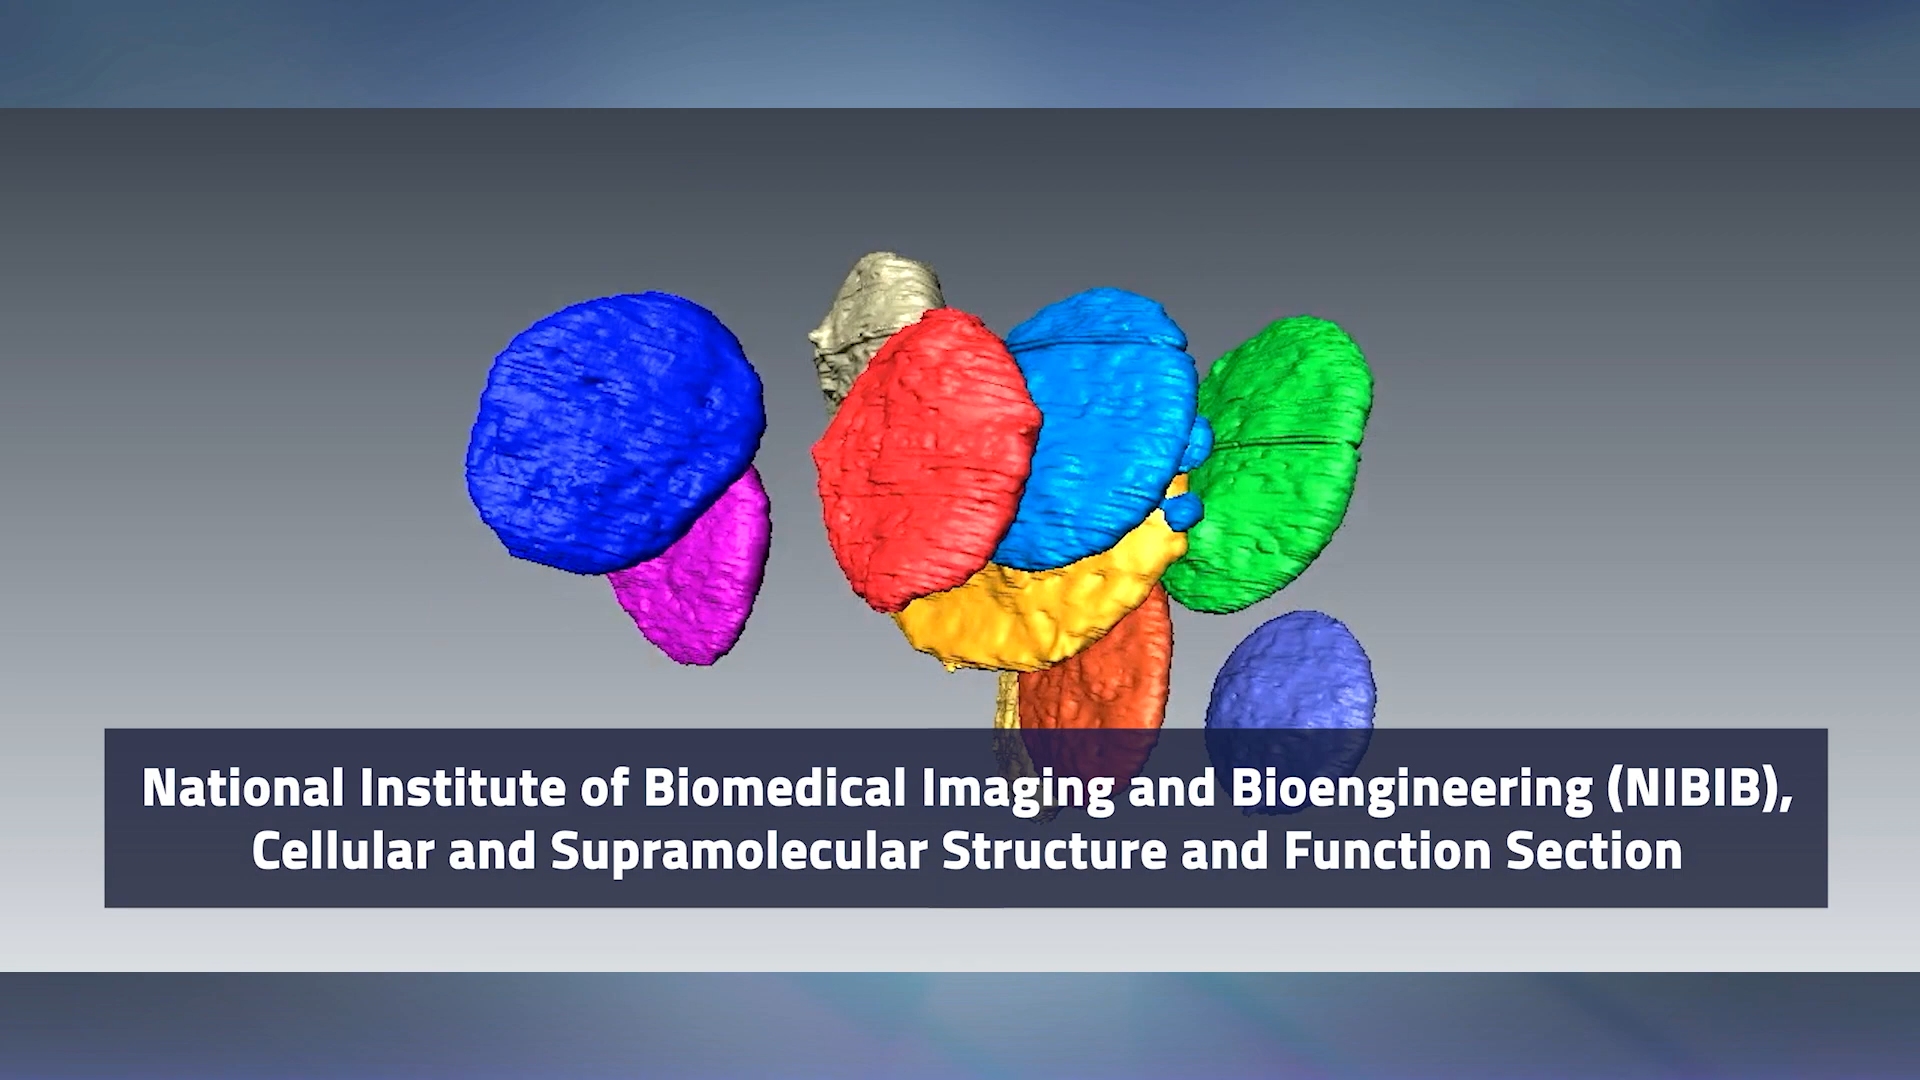 National Institute of Biomedical Imaging and Bioengineering (NIBIB),
Cellular and Supramolecular Structure and Function Section